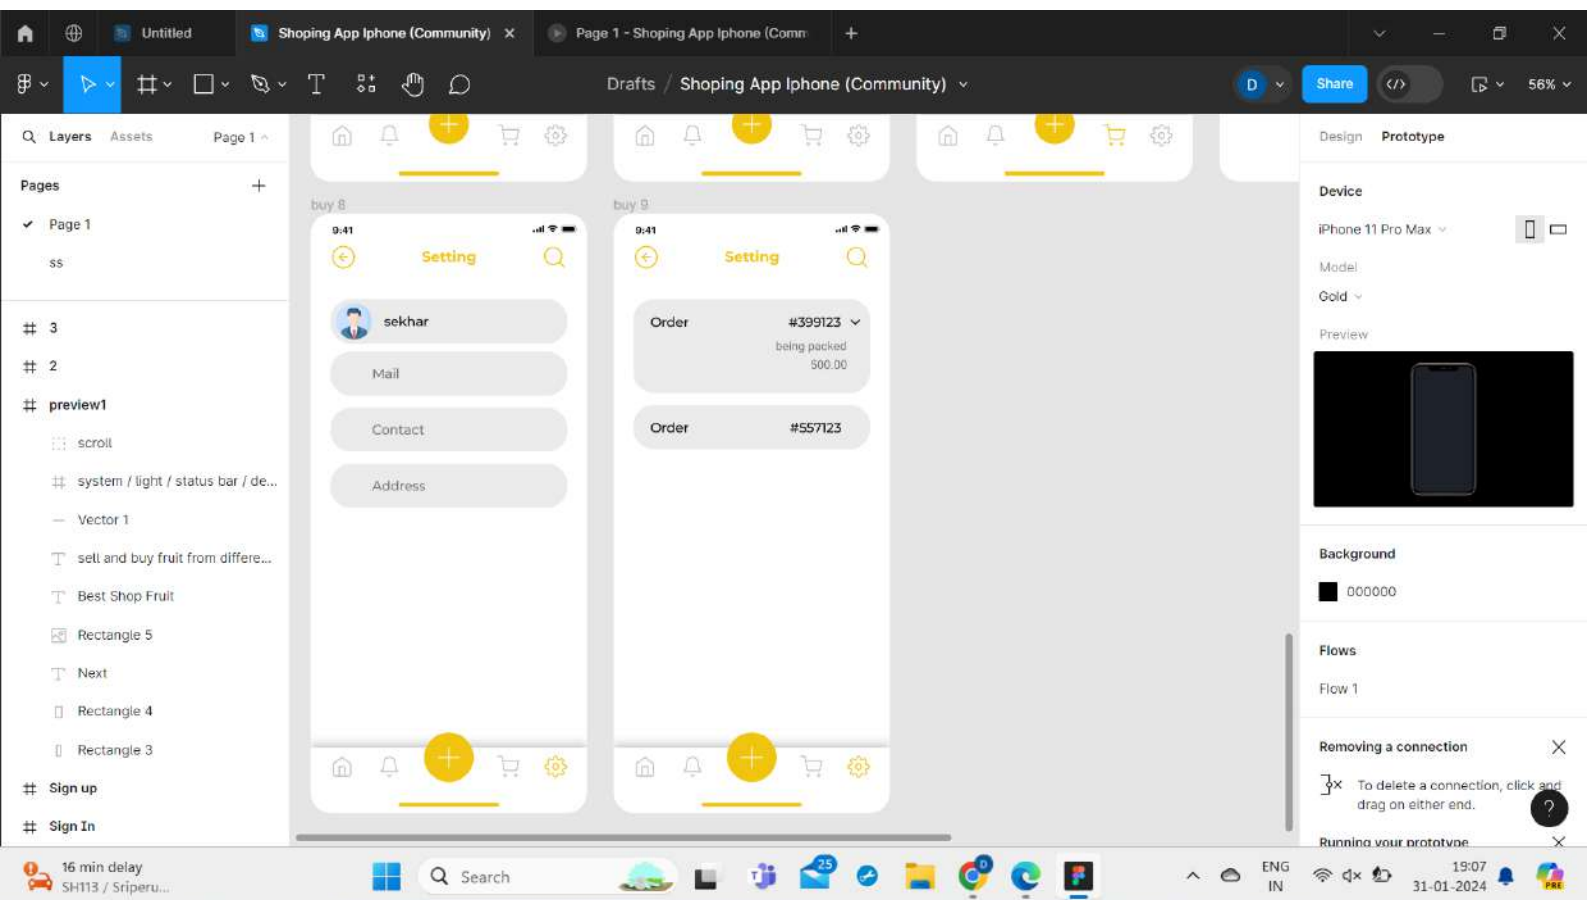 Untitled
Shoping App Iphone (Community)
Page 1 - Shoping App Iphone (Comm
Drafts / Shoping App Iphone (Community)
D
Share
56%
Layers
Assets
Page 1
Pages
Page 1
ss
3
2
preview1
scroll
system / light / status bar / de...
Vector 1
sell and buy fruit from differe...
Best Shop Fruit
Rectangle 5
Next
Rectangle 4
Rectangle 3
Sign up
Sign In
buy 8
9:41
Setting
sekhar
Mail
Contact
Address
buy 9
9:41
Setting
Order #399123
being packed
500.00
Order #557123
Design
Prototype
Device
iPhone 11 Pro Max
Model
Gold
Preview
Background
000000
Flows
Flow 1
Removing a connection
To delete a connection, click and
drag on either end.
?
Running your prototype
16 min delay
SH113 / Sriperu...
Search
25
D
ENG
IN
19:07
31-01-2024
PRE